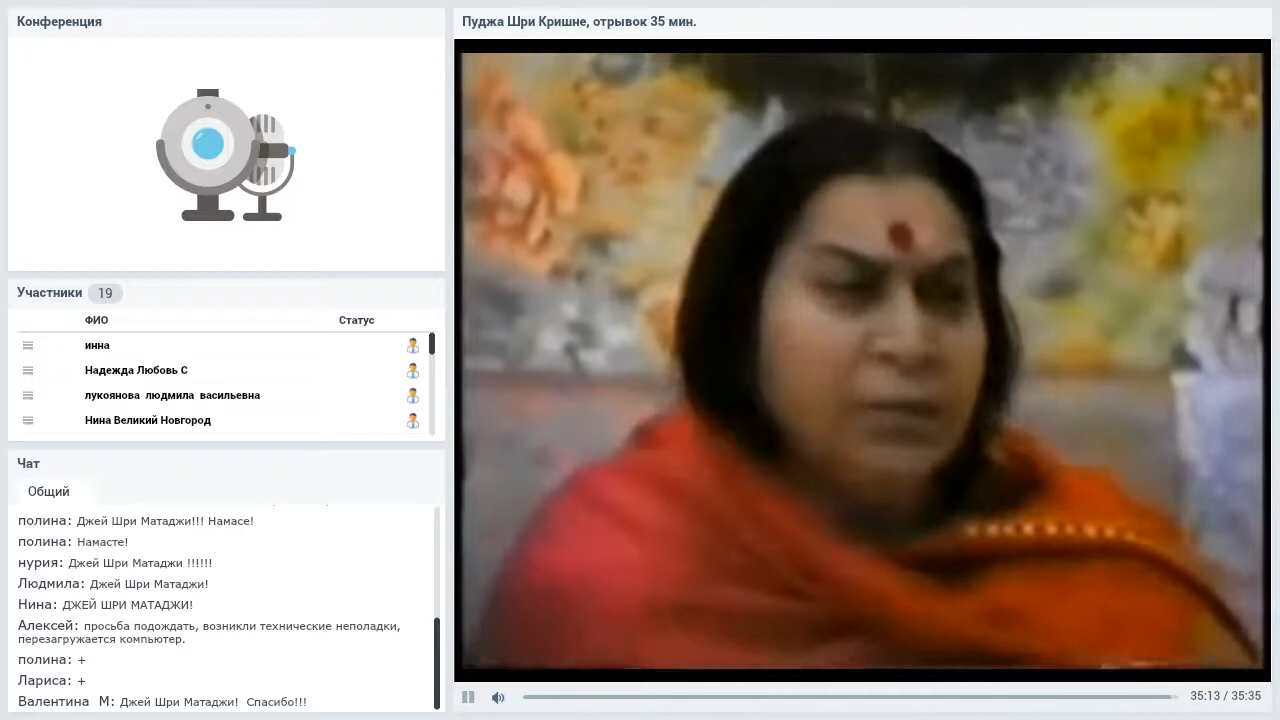 Конференция
Пуджа Шри Кришне, отрывок 35 мин.
Участники 19
ФИО Статус
инна
Надежда Любовь С
лукоянова людмила васильевна
Нина Великий Новгород
Чат
Общий
полина: Джей Шри Матаджи!!! Намасе!
полина: Намасте!
нурия: Джей Шри Матаджи !!!!!!
Людмила: Джей Шри Матаджи!
Нина: ДЖЕЙ ШРИ МАТАДЖИ!
Алексей: просьба подождать, возникли технические неполадки,
перезагружается компьютер.
полина: +
Лариса: +
Валентина М: Джей Шри Матаджи! Спасибо!!!
35:13 / 35:35